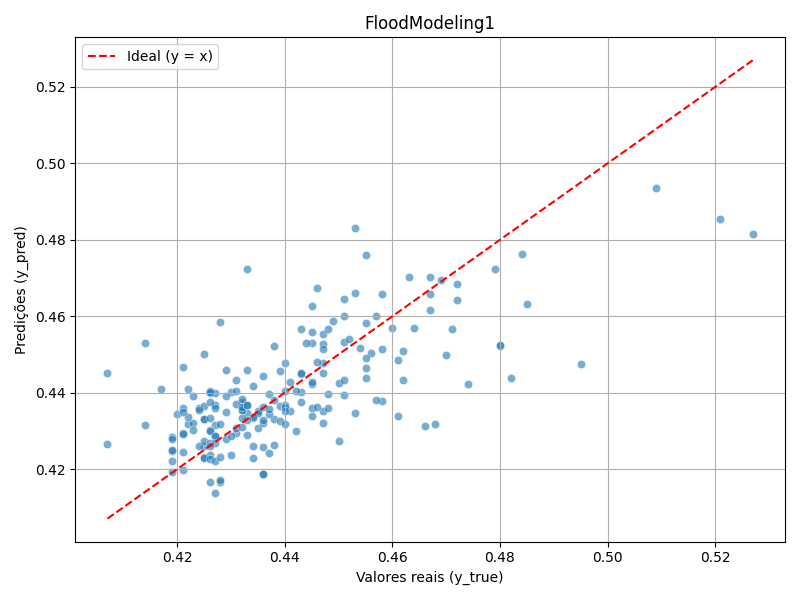 FloodModeling1
Ideal (y = x)
Predições (y_pred)
0.52
0.50
0.48
0.46
0.44
0.42
0.42 0.44 0.46 0.48 0.50 0.52
Valores reais (y_true)